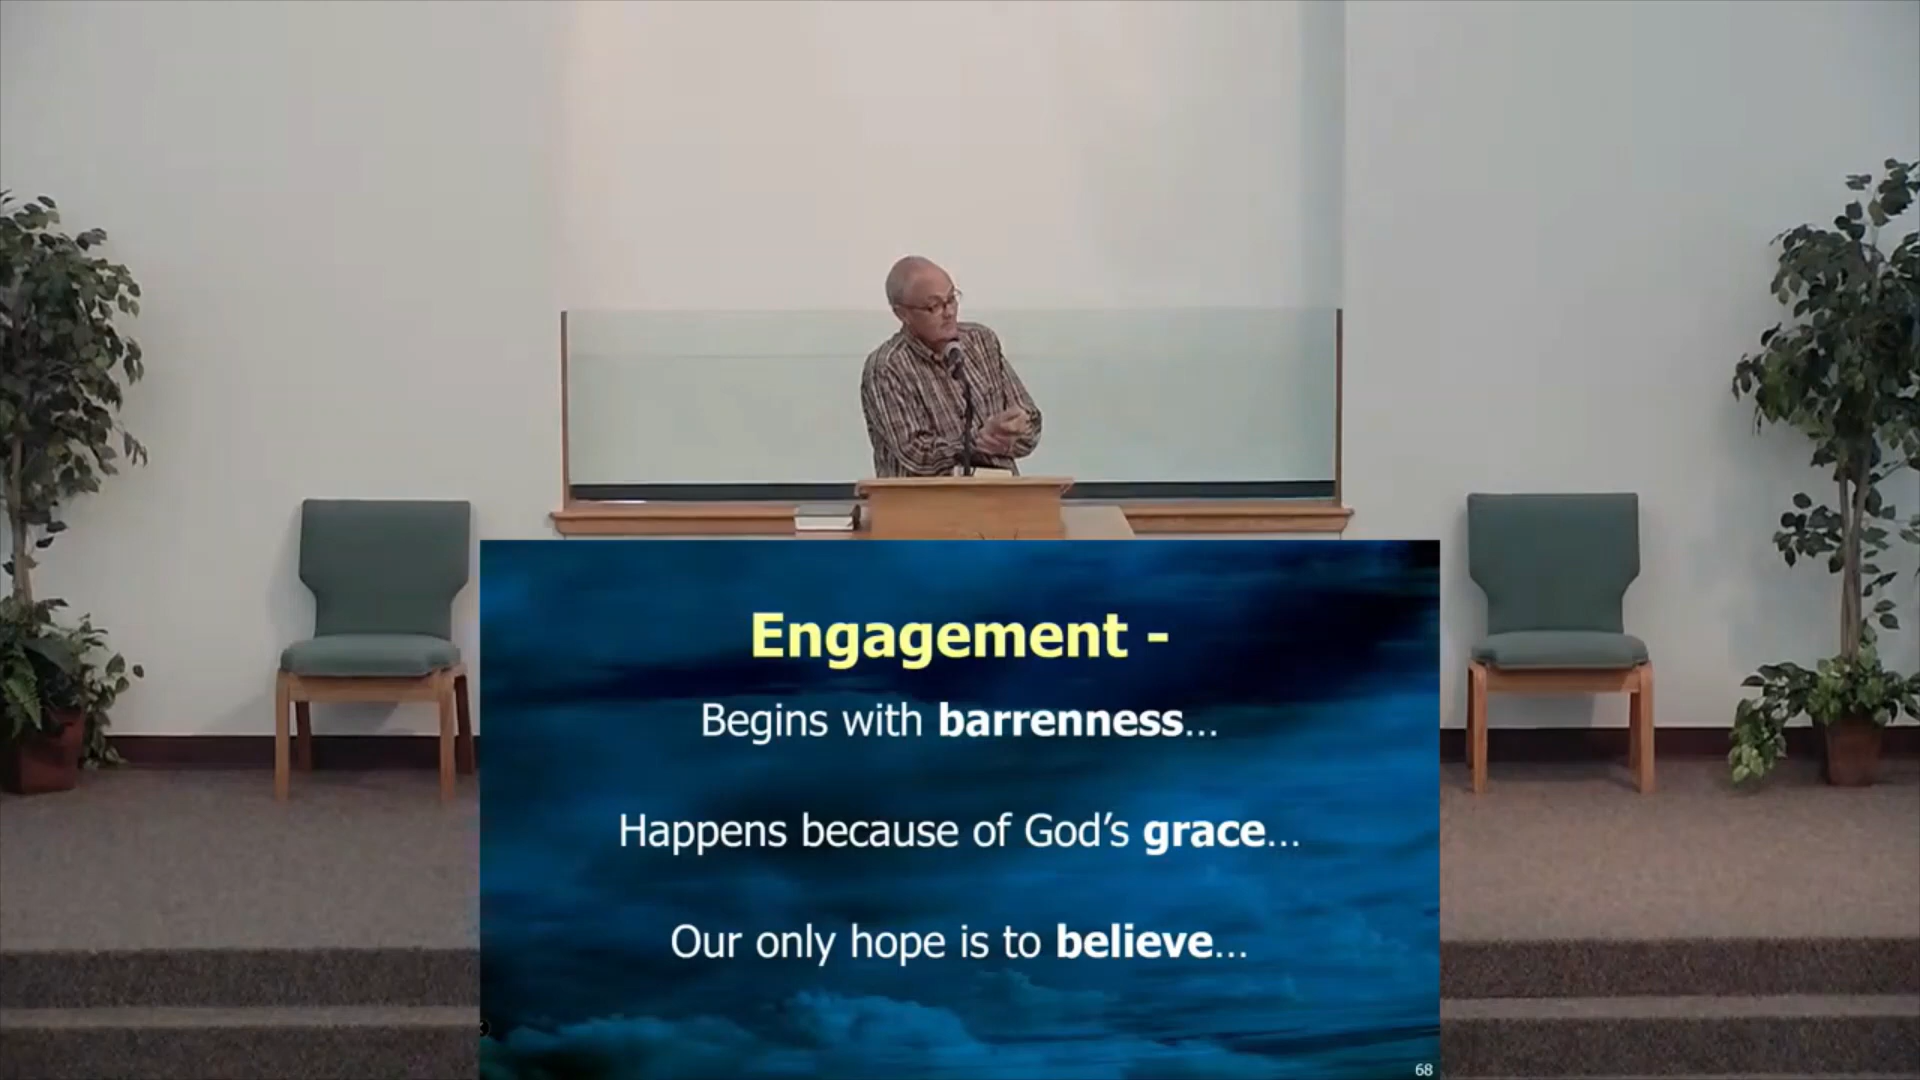 Engagement -
Begins with barrenness...
Happens because of God’s grace...
Our only hope is to believe...
68